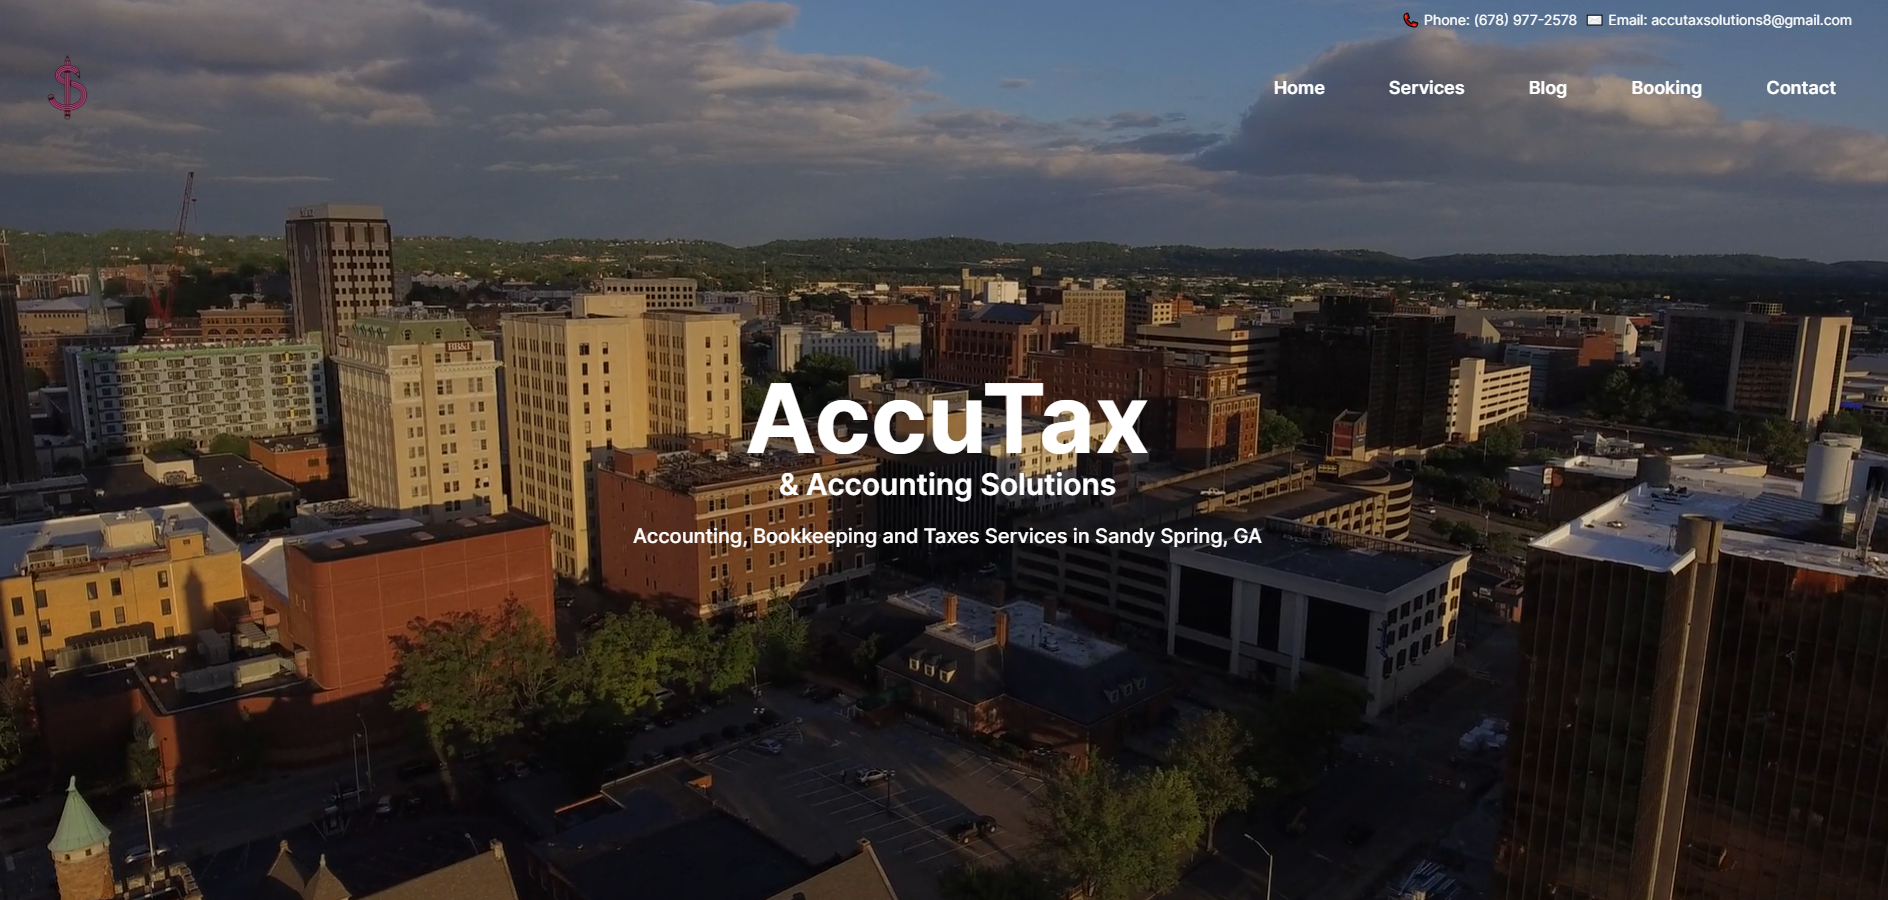 Phone: (678) 977-2578 Email: accutaxsolutions8@gmail.com
Home Services Blog Booking Contact
BB&T
AccuTax
& Accounting Solutions
Accounting, Bookkeeping and Taxes Services in Sandy Spring, GA